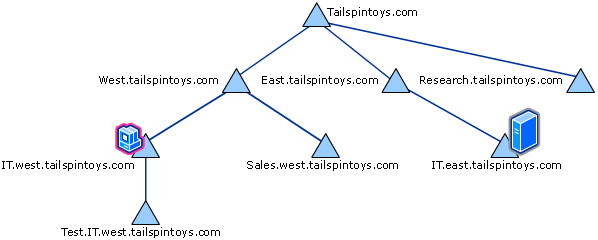 Tailspintoys.com
West.tailspintoys.com
East.tailspintoys.com
Research.tailspintoys.com
IT.west.tailspintoys.com
Sales.west.tailspintoys.com
IT.east.tailspintoys.com
Test.IT.west.tailspintoys.com